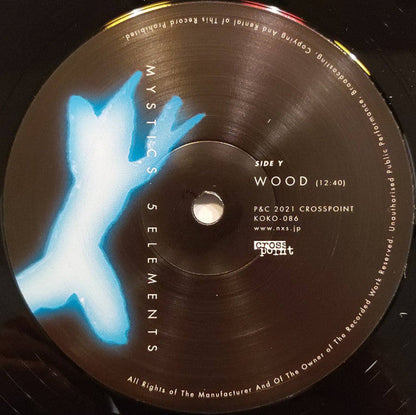 MYSTICS 5 ELEMENTS
SIDE Y
WOOD (12:40)
P&C 2021 CROSSPOINT
KOKO-086
www.nxs.jp
cross
point
All Rights of The Manufacturer And Of The Owner of The Recorded Work Reserved. Unauthorised Public Performance, Broadcasting, Copying And Rental of This Record Prohibited.